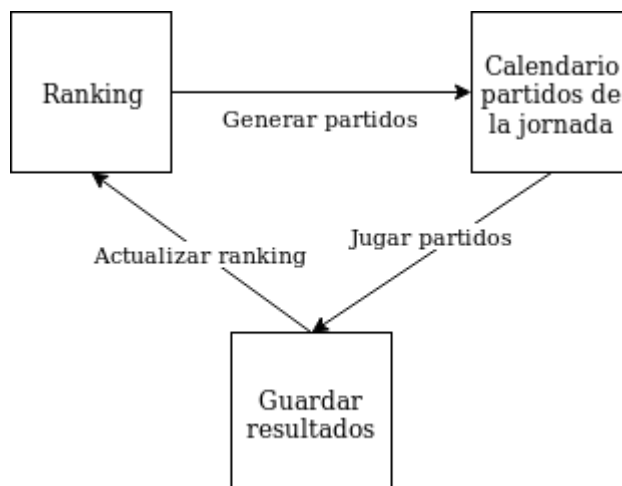 Ranking
Generar partidos
Calendario
partidos de
la jornada
Jugar partidos
Actualizar ranking
Guardar
resultados